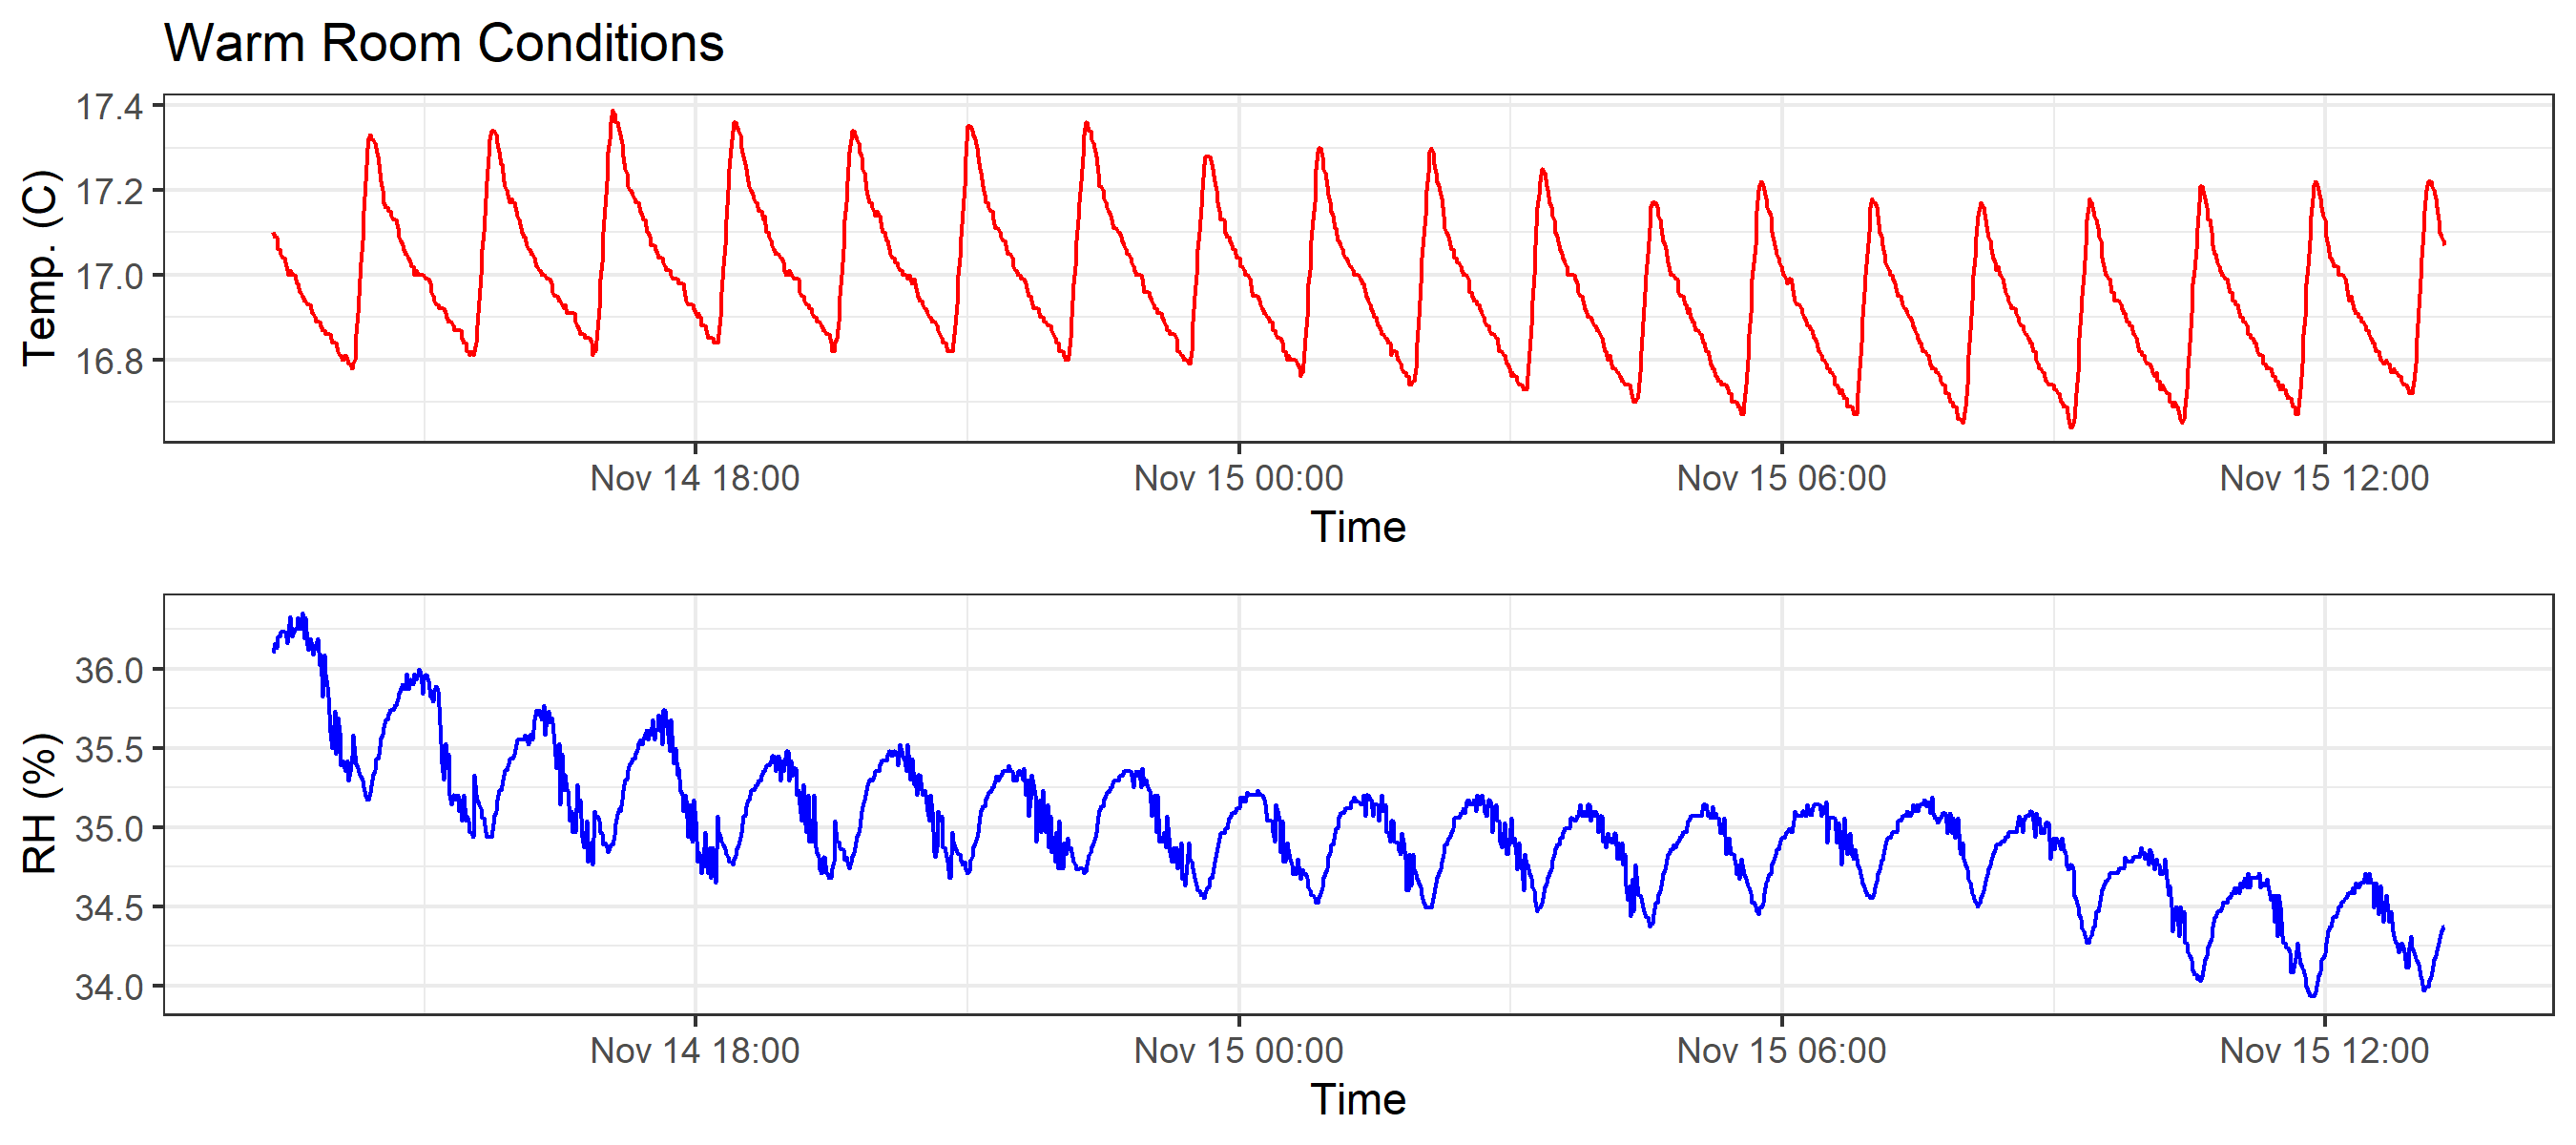 Warm Room Conditions
17.4
17.2
17.0
16.8
Temp. (C)
Nov 14 18:00 Nov 15 00:00 Nov 15 06:00 Nov 15 12:00
Time
36.0
35.5
35.0
34.5
34.0
RH (%)
Nov 14 18:00 Nov 15 00:00 Nov 15 06:00 Nov 15 12:00
Time